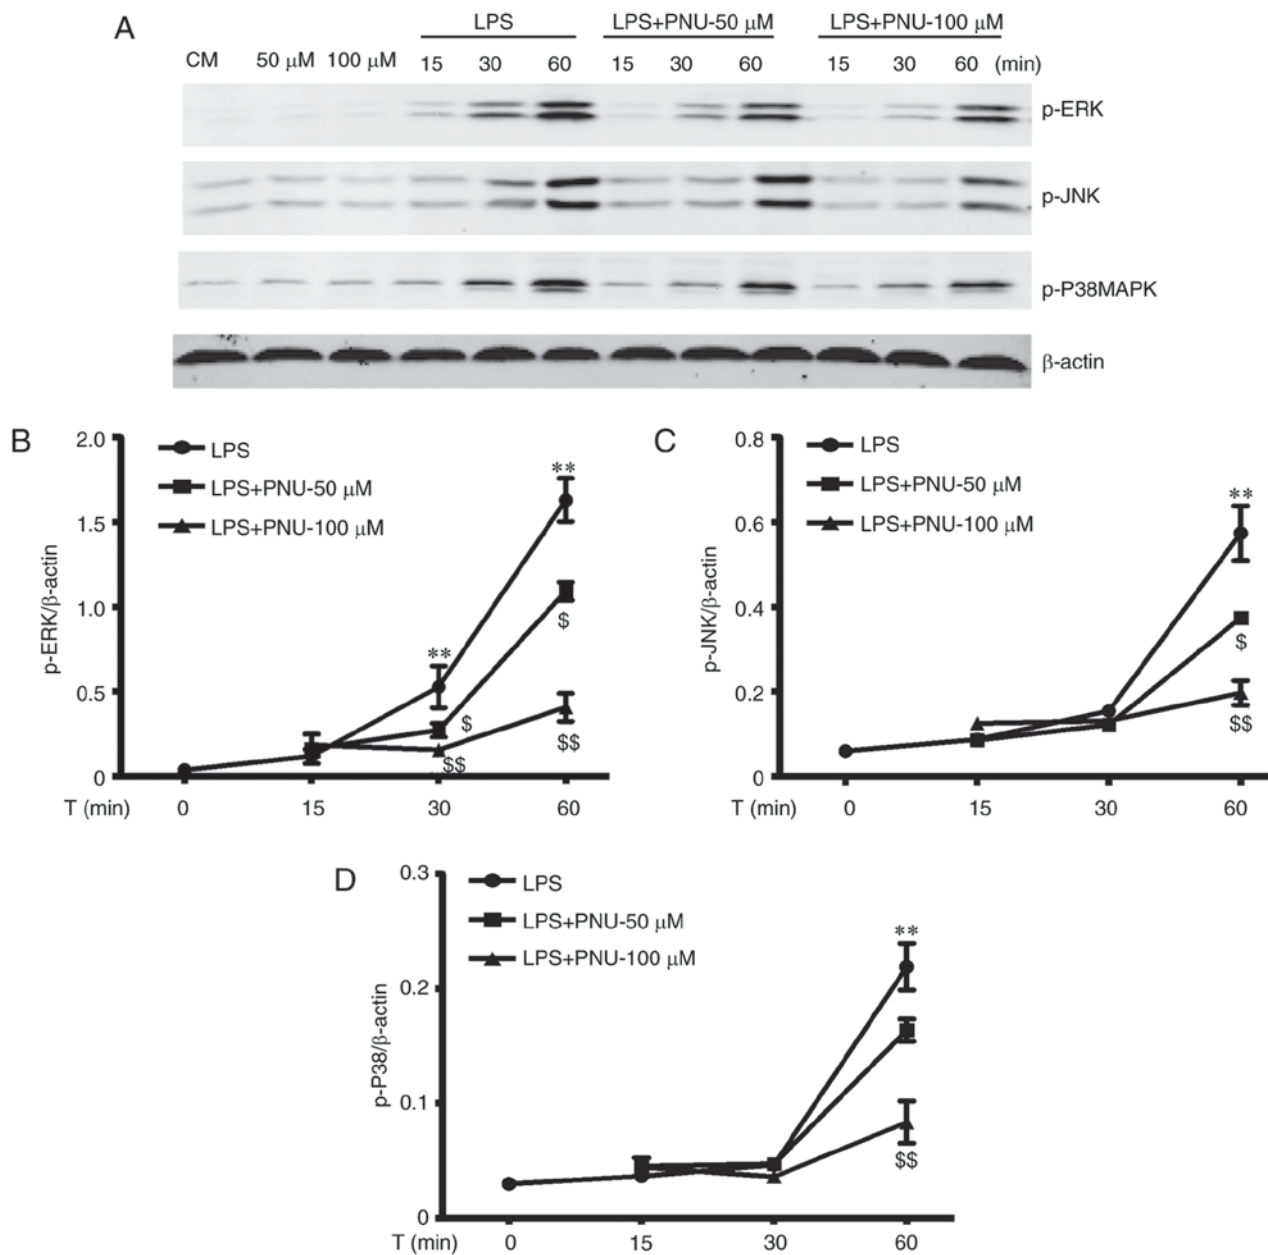 A
LPS LPS+PNU-50 μM LPS+PNU-100 μM
CM 50 μM 100 μM 15 30 60 15 30 60 15 30 60 (min)
p-ERK
p-JNK
p-P38MAPK
β-actin
B
2.0
1.5
1.0
0.5
0
p-ERK/β-actin
LPS
LPS+PNU-50 μM
LPS+PNU-100 μM
**
**
$
$
$$
$$
T (min) 0 15 30 60
C
0.8
0.6
0.4
0.2
0
p-JNK/β-actin
LPS
LPS+PNU-50 μM
LPS+PNU-100 μM
**
$
$$
T (min) 0 15 30 60
D
0.3
0.2
0.1
0
p-P38/β-actin
LPS
LPS+PNU-50 μM
LPS+PNU-100 μM
**
$$
T (min) 0 15 30 60